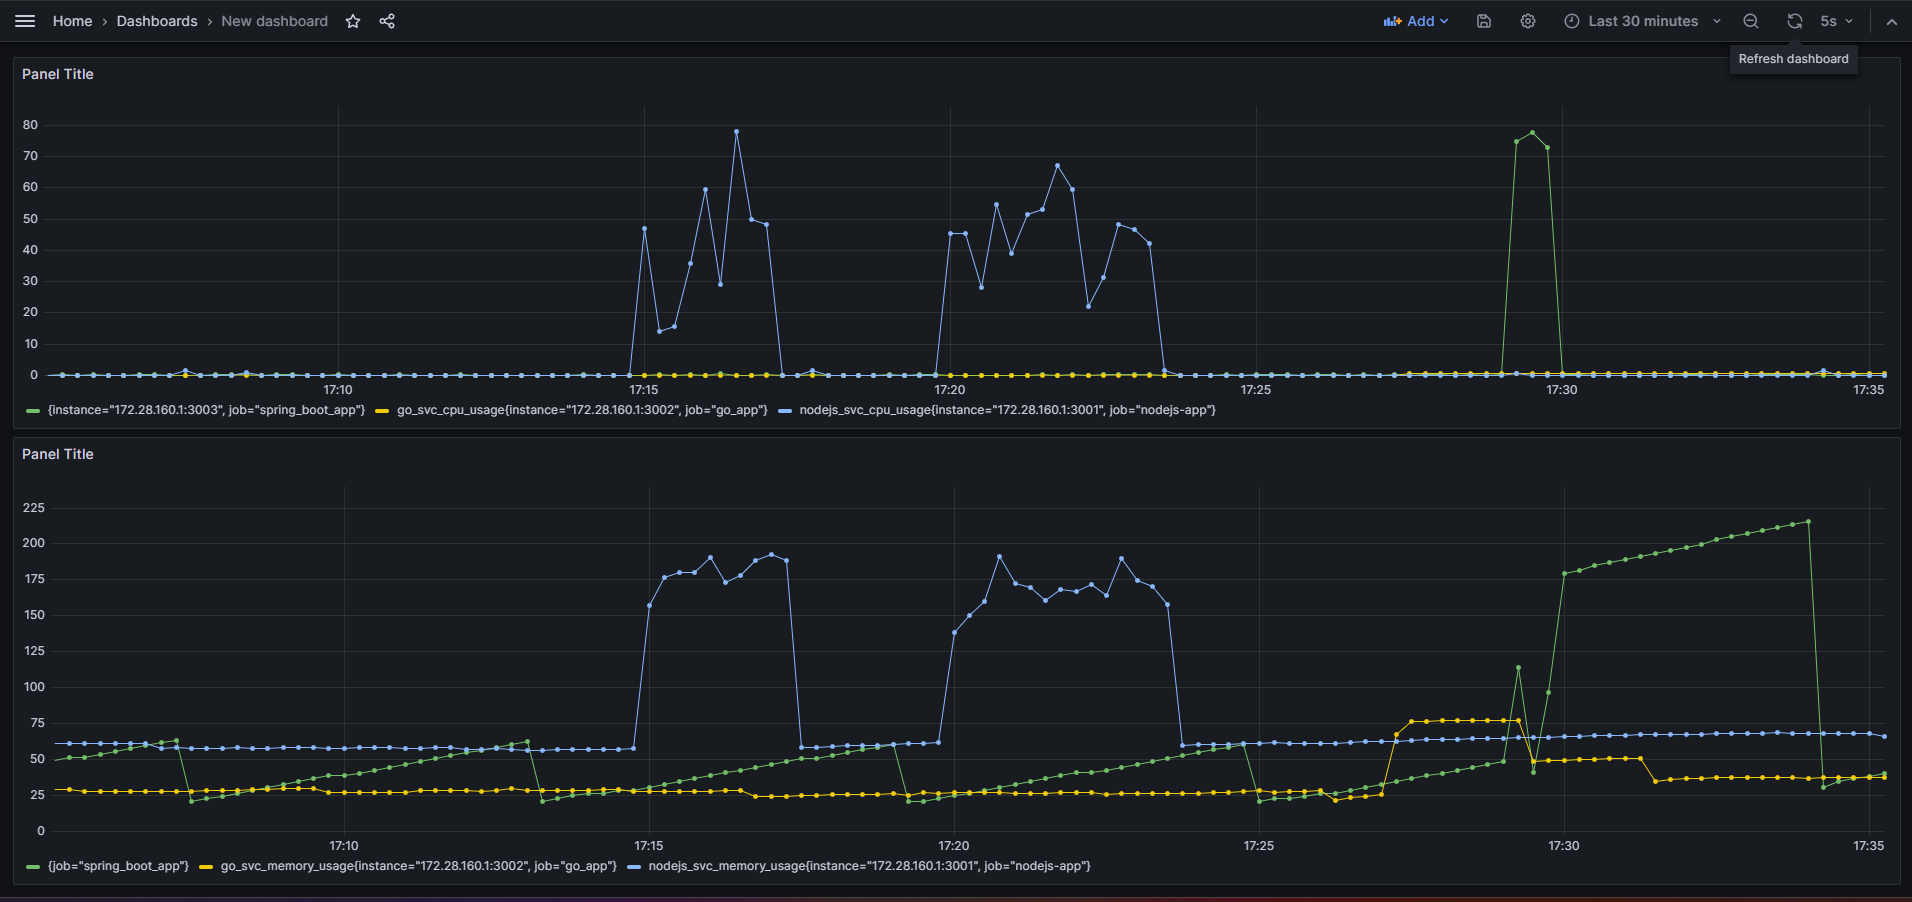 Home › Dashboards › New dashboard Add Last 30 minutes 5s
Refresh dashboard
Panel Title
80
70
60
50
40
30
20
10
0
17:10 17:15 17:20 17:25 17:30 17:35
{instance="172.28.160.1:3003", job="spring_boot_app"} go_svc_cpu_usage{instance="172.28.160.1:3002", job="go_app"} nodejs_svc_cpu_usage{instance="172.28.160.1:3001", job="nodejs-app"}
Panel Title
225
200
175
150
125
100
75
50
25
0
17:10 17:15 17:20 17:25 17:30 17:35
{job="spring_boot_app"} go_svc_memory_usage{instance="172.28.160.1:3002", job="go_app"} nodejs_svc_memory_usage{instance="172.28.160.1:3001", job="nodejs-app"}